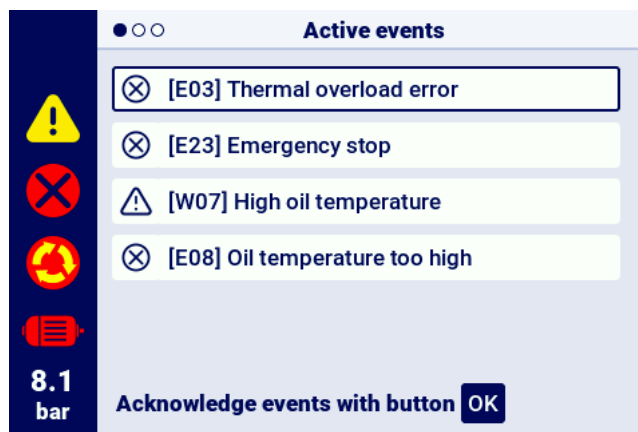 Active events
[E03] Thermal overload error
[E23] Emergency stop
[W07] High oil temperature
[E08] Oil temperature too high
8.1
bar
Acknowledge events with button OK